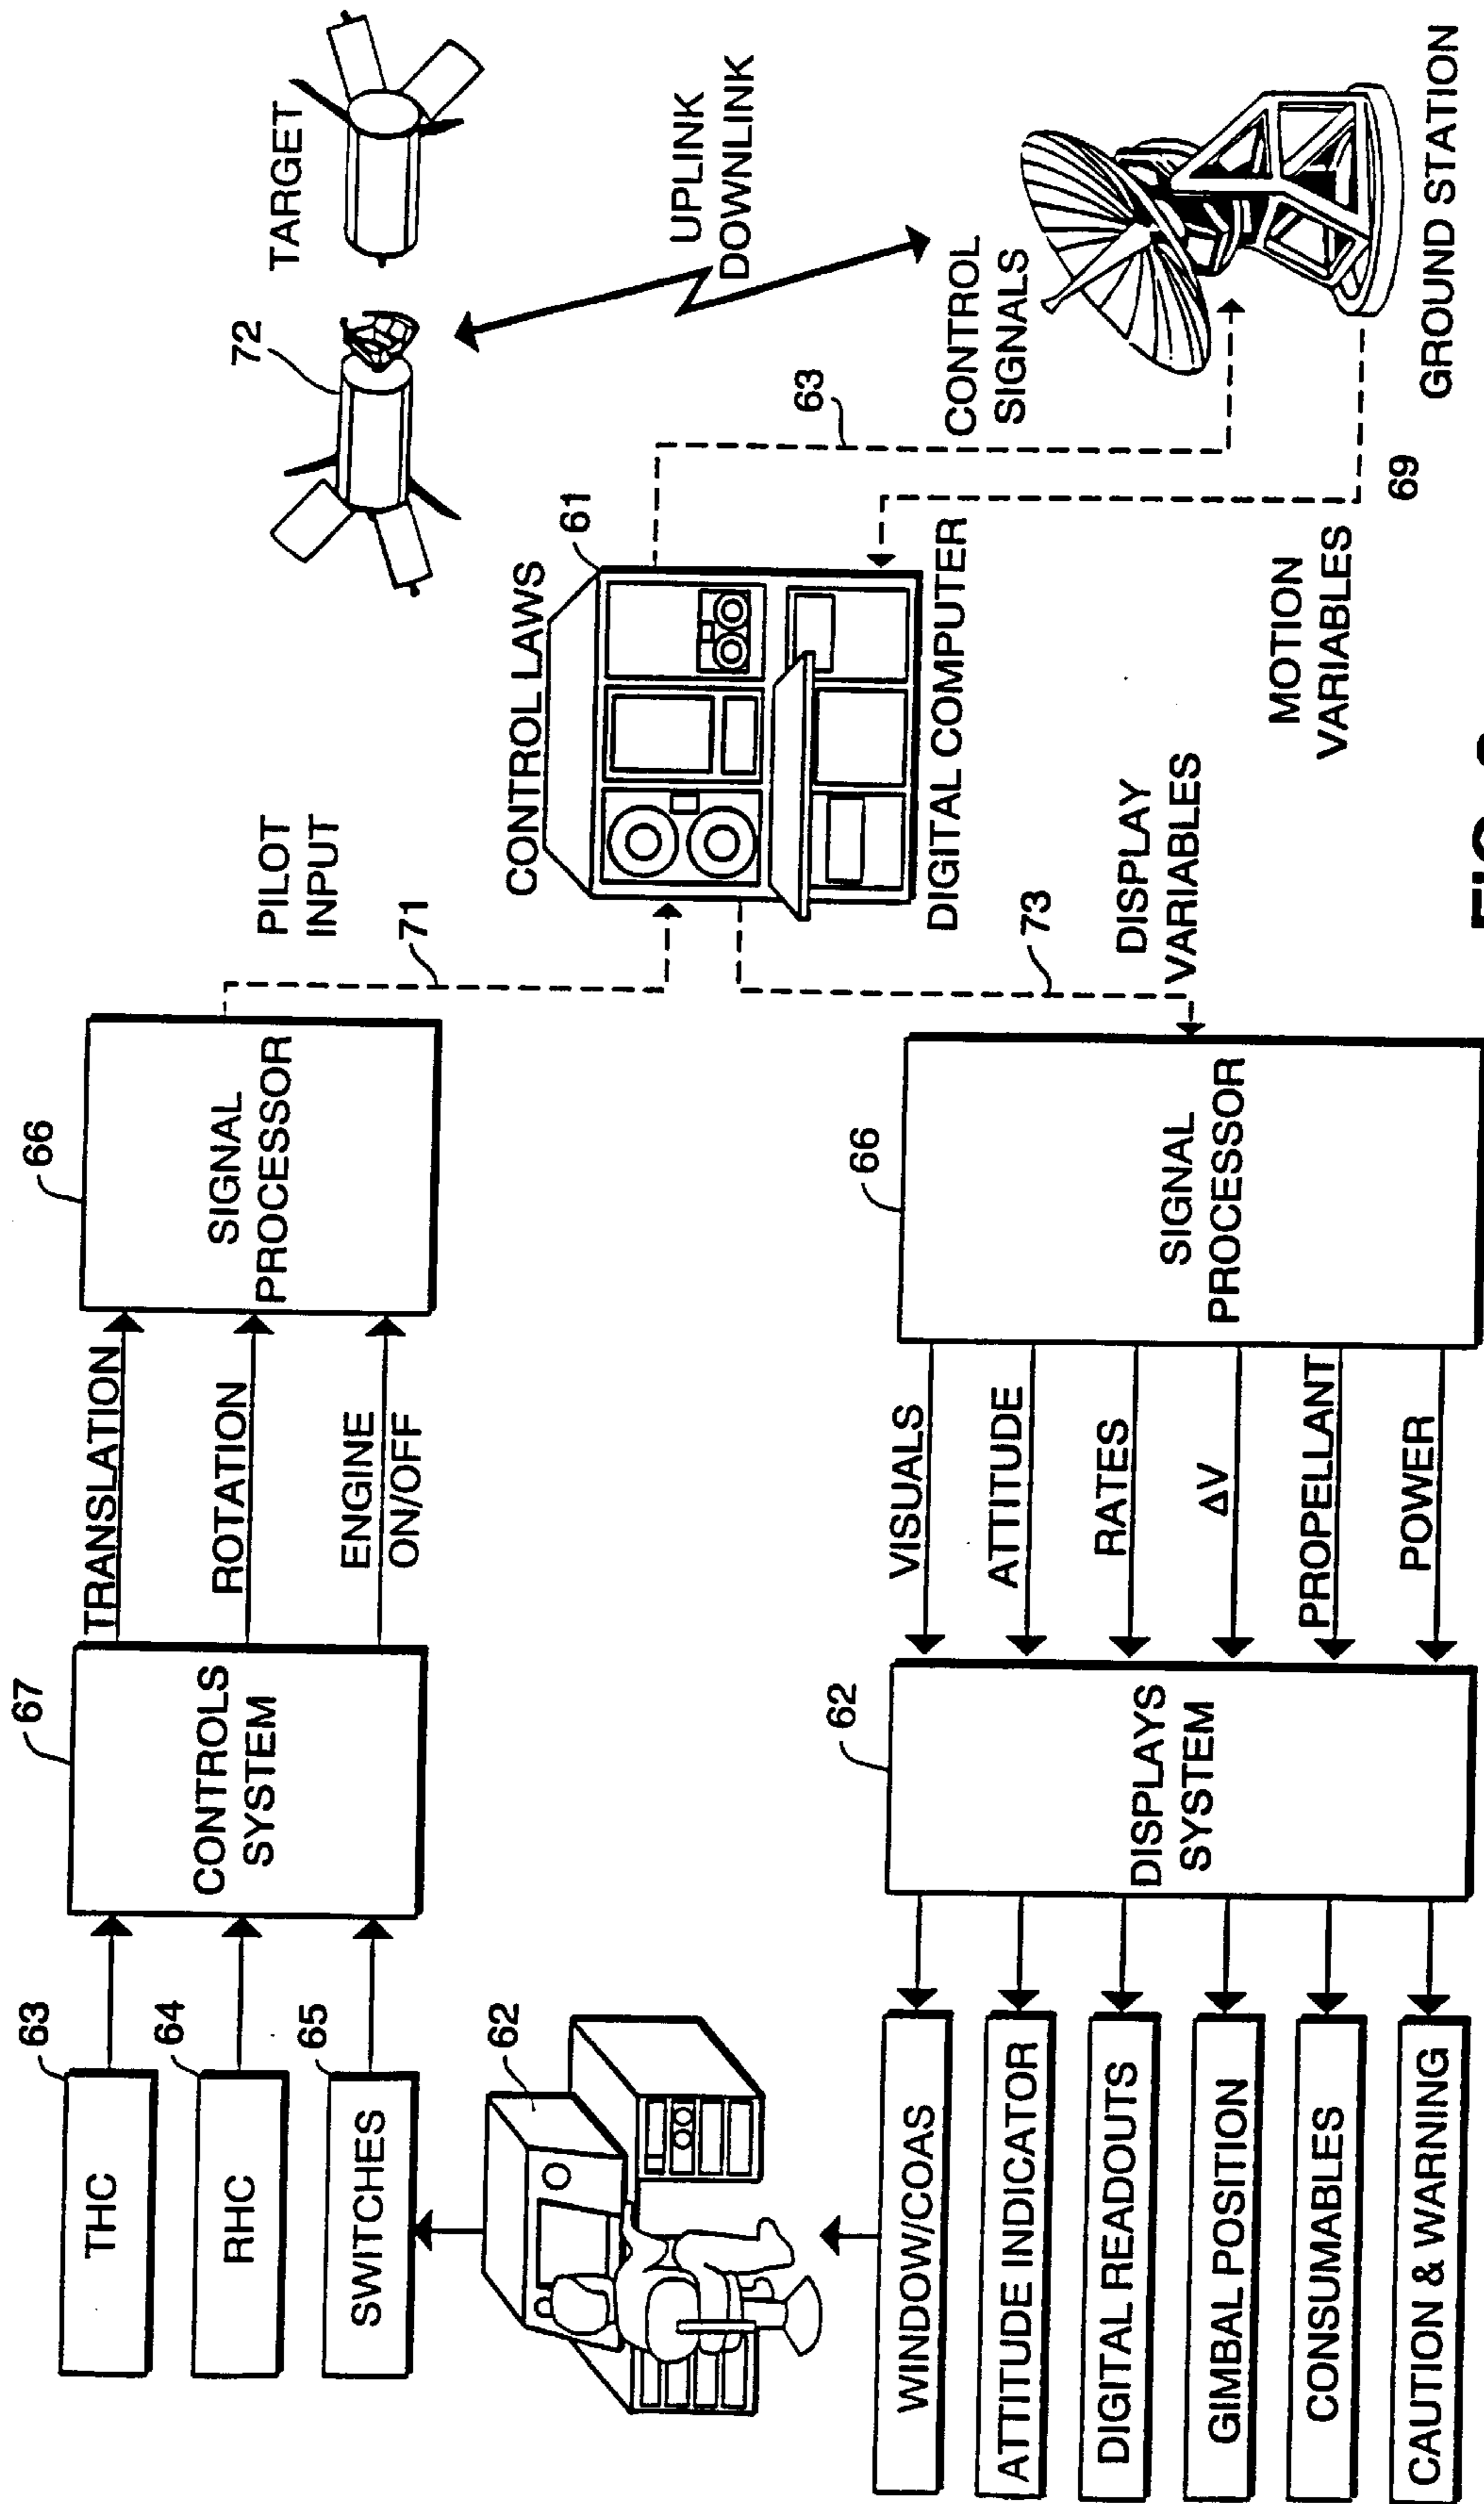 63
THC
64
RHC
65
SWITCHES
67
CONTROLS
SYSTEM
TRANSLATION
ROTATION
ENGINE
ON/OFF
66
SIGNAL
PROCESSOR
PILOT
INPUT
71
72
TARGET
UPLINK
DOWNLINK
62
CONTROL LAWS
61
DIGITAL COMPUTER
63
CONTROL
SIGNALS
GROUND STATION
69
MOTION
VARIABLES
73
DISPLAY
VARIABLES
66
SIGNAL
PROCESSOR
VISUALS
ATTITUDE
RATES
ΔV
PROPELLANT
POWER
62
DISPLAYS
SYSTEM
WINDOW/COAS
ATTITUDE INDICATOR
DIGITAL READOUTS
GIMBAL POSITION
CONSUMABLES
CAUTION & WARNING